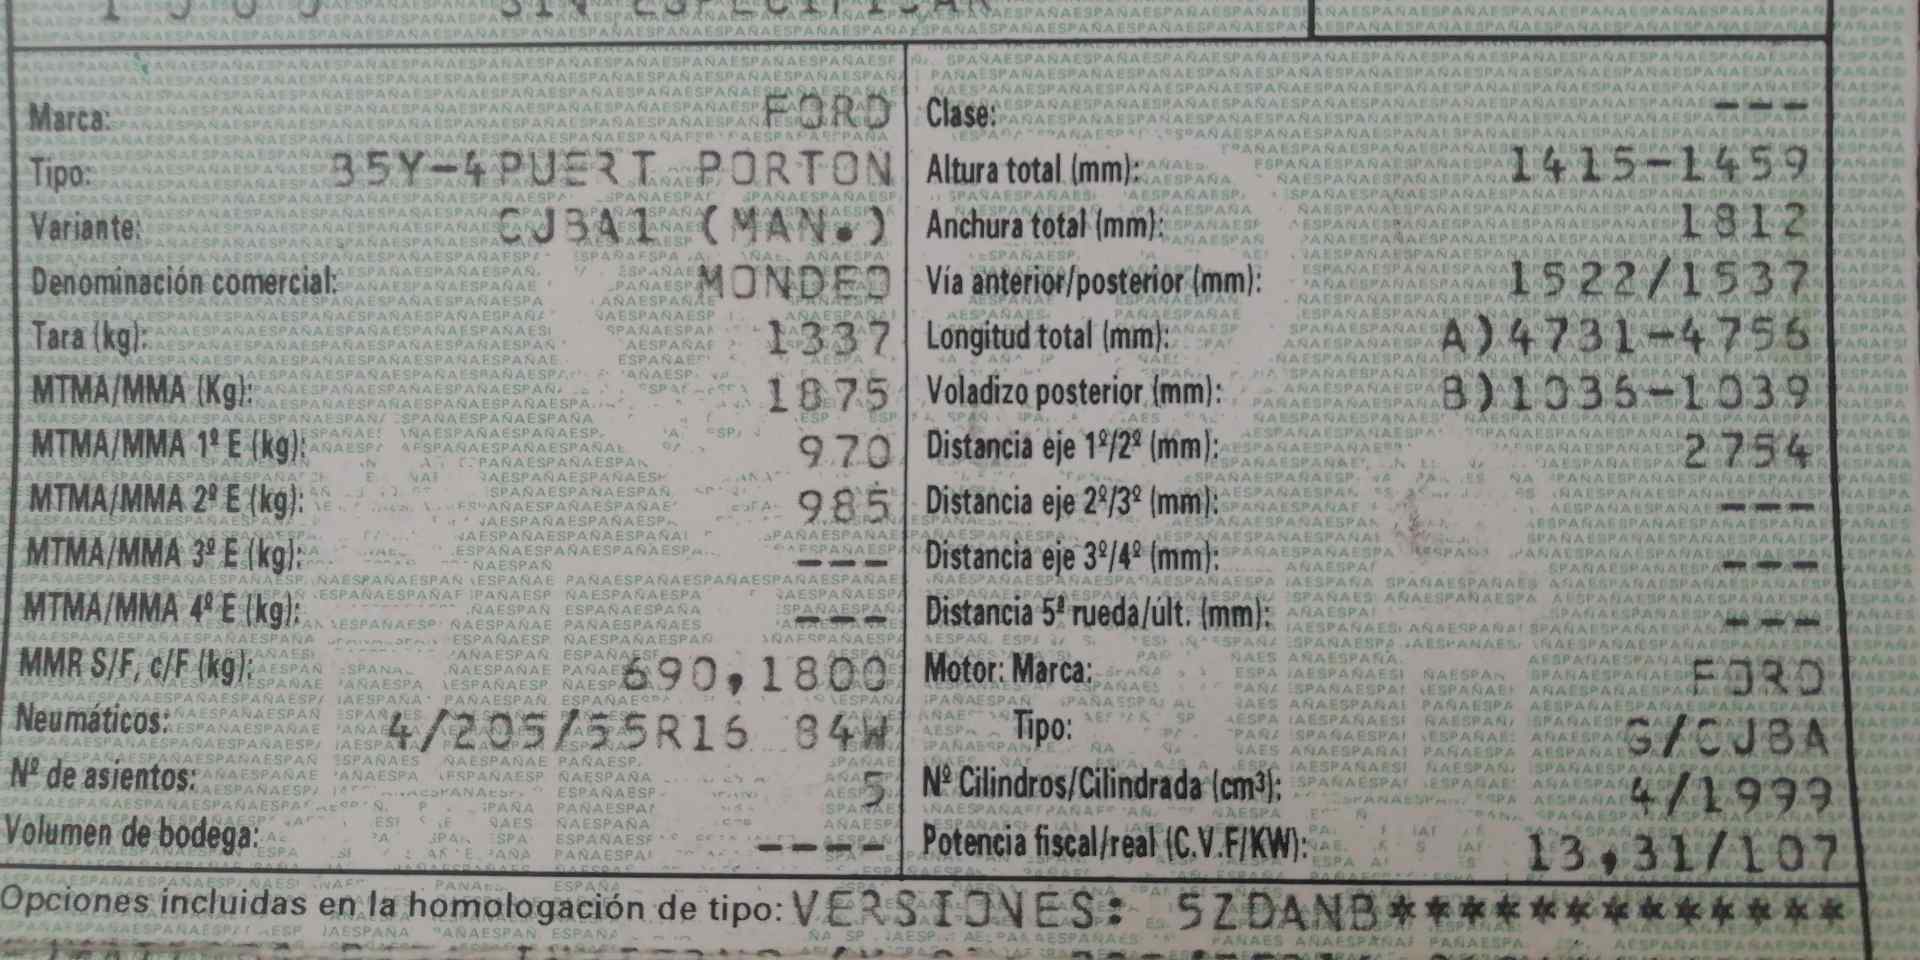 SIN ESPECIFICAR
Marca: FORD
Tipo: B5Y-4PUERT PORTON
Variante: CJBA1 (MAN.)
Denominación comercial: MONDEO
Tara (kg): 1337
MTMA/MMA (Kg): 1875
MTMA/MMA 1º E (kg): 970
MTMA/MMA 2º E (kg): 985
MTMA/MMA 3º E (kg): ---
MTMA/MMA 4º E (kg): ---
MMR S/F, c/F (kg): 690,1800
Neumáticos: 4/205/55R16 84W
Nº de asientos: 5
Volumen de bodega: ----
Clase: ---
Altura total (mm): 1415-1459
Anchura total (mm): 1812
Vía anterior/posterior (mm): 1522/1537
Longitud total (mm): A)4731-4756
Voladizo posterior (mm): B)1036-1039
Distancia eje 1º/2º (mm): 2754
Distancia eje 2º/3º (mm): ---
Distancia eje 3º/4º (mm): ---
Distancia 5ª rueda/últ. (mm): ---
Motor: Marca: FORD
Tipo: G/CJBA
Nº Cilindros/Cilindrada (cm³): 4/1999
Potencia fiscal/real (C.V.F/KW): 13,31/107
Opciones incluidas en la homologación de tipo: VERSIONES: 5ZDANB*************